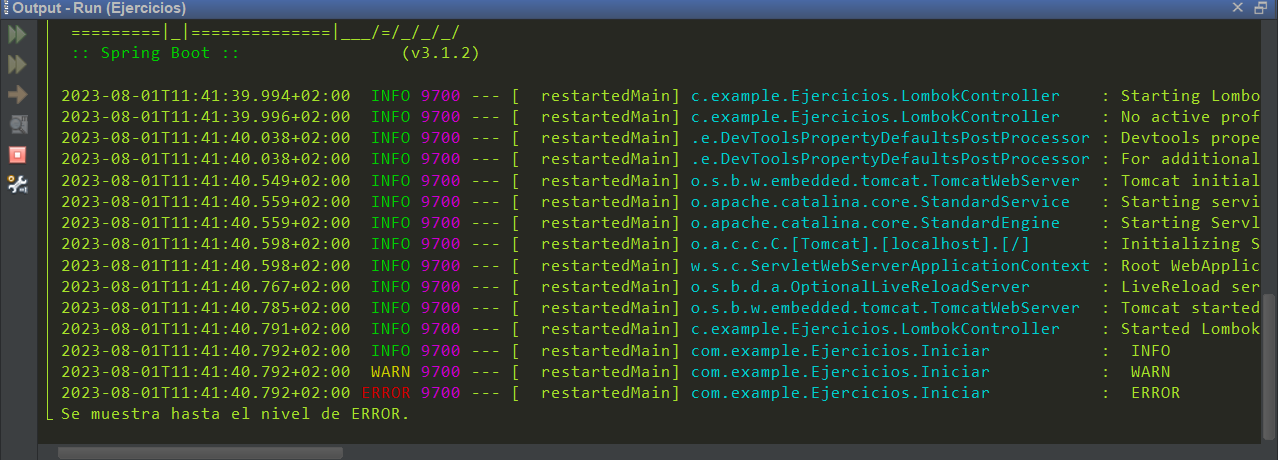 Output - Run (Ejercicios)
=========|_|==============|___/=/_/_/_/
:: Spring Boot ::                (v3.1.2)
2023-08-01T11:41:39.994+02:00  INFO 9700 --- [  restartedMain] c.example.Ejercicios.LombokController    : Starting Lombo
2023-08-01T11:41:39.996+02:00  INFO 9700 --- [  restartedMain] c.example.Ejercicios.LombokController    : No active prof
2023-08-01T11:41:40.038+02:00  INFO 9700 --- [  restartedMain] .e.DevToolsPropertyDefaultsPostProcessor : Devtools prope
2023-08-01T11:41:40.038+02:00  INFO 9700 --- [  restartedMain] .e.DevToolsPropertyDefaultsPostProcessor : For additional
2023-08-01T11:41:40.549+02:00  INFO 9700 --- [  restartedMain] o.s.b.w.embedded.tomcat.TomcatWebServer  : Tomcat initial
2023-08-01T11:41:40.559+02:00  INFO 9700 --- [  restartedMain] o.apache.catalina.core.StandardService   : Starting servi
2023-08-01T11:41:40.559+02:00  INFO 9700 --- [  restartedMain] o.apache.catalina.core.StandardEngine    : Starting Servl
2023-08-01T11:41:40.598+02:00  INFO 9700 --- [  restartedMain] o.a.c.c.C.[Tomcat].[localhost].[/]       : Initializing S
2023-08-01T11:41:40.598+02:00  INFO 9700 --- [  restartedMain] w.s.c.ServletWebServerApplicationContext : Root WebApplic
2023-08-01T11:41:40.767+02:00  INFO 9700 --- [  restartedMain] o.s.b.d.a.OptionalLiveReloadServer       : LiveReload ser
2023-08-01T11:41:40.785+02:00  INFO 9700 --- [  restartedMain] o.s.b.w.embedded.tomcat.TomcatWebServer  : Tomcat started
2023-08-01T11:41:40.791+02:00  INFO 9700 --- [  restartedMain] c.example.Ejercicios.LombokController    : Started Lombok
2023-08-01T11:41:40.792+02:00  INFO 9700 --- [  restartedMain] com.example.Ejercicios.Iniciar           :  INFO
2023-08-01T11:41:40.792+02:00  WARN 9700 --- [  restartedMain] com.example.Ejercicios.Iniciar           :  WARN
2023-08-01T11:41:40.792+02:00 ERROR 9700 --- [  restartedMain] com.example.Ejercicios.Iniciar           :  ERROR
Se muestra hasta el nivel de ERROR.